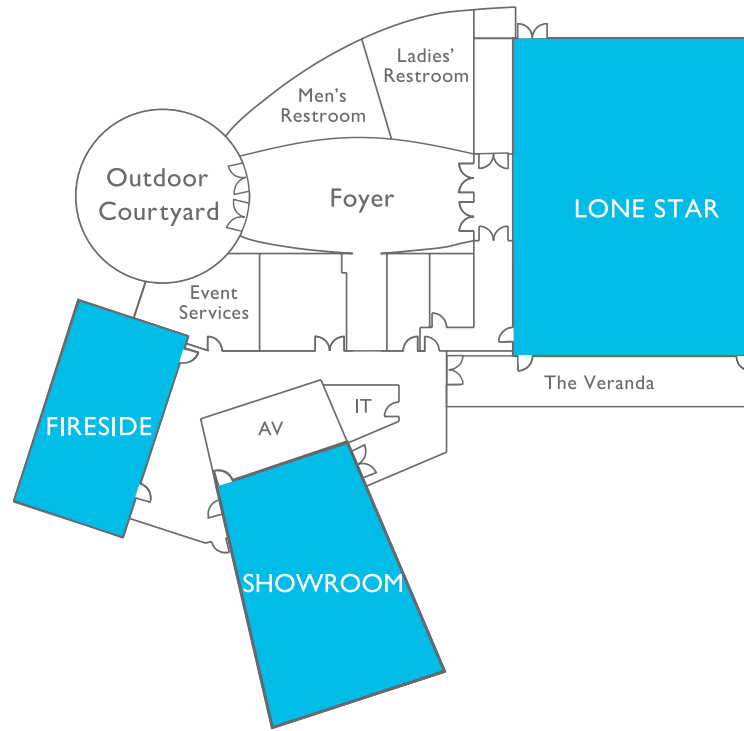 Ladies’
Restroom
Men’s
Restroom
Outdoor
Courtyard
Foyer
LONE STAR
Event
Services
The Veranda
FIRESIDE
IT
AV
SHOWROOM